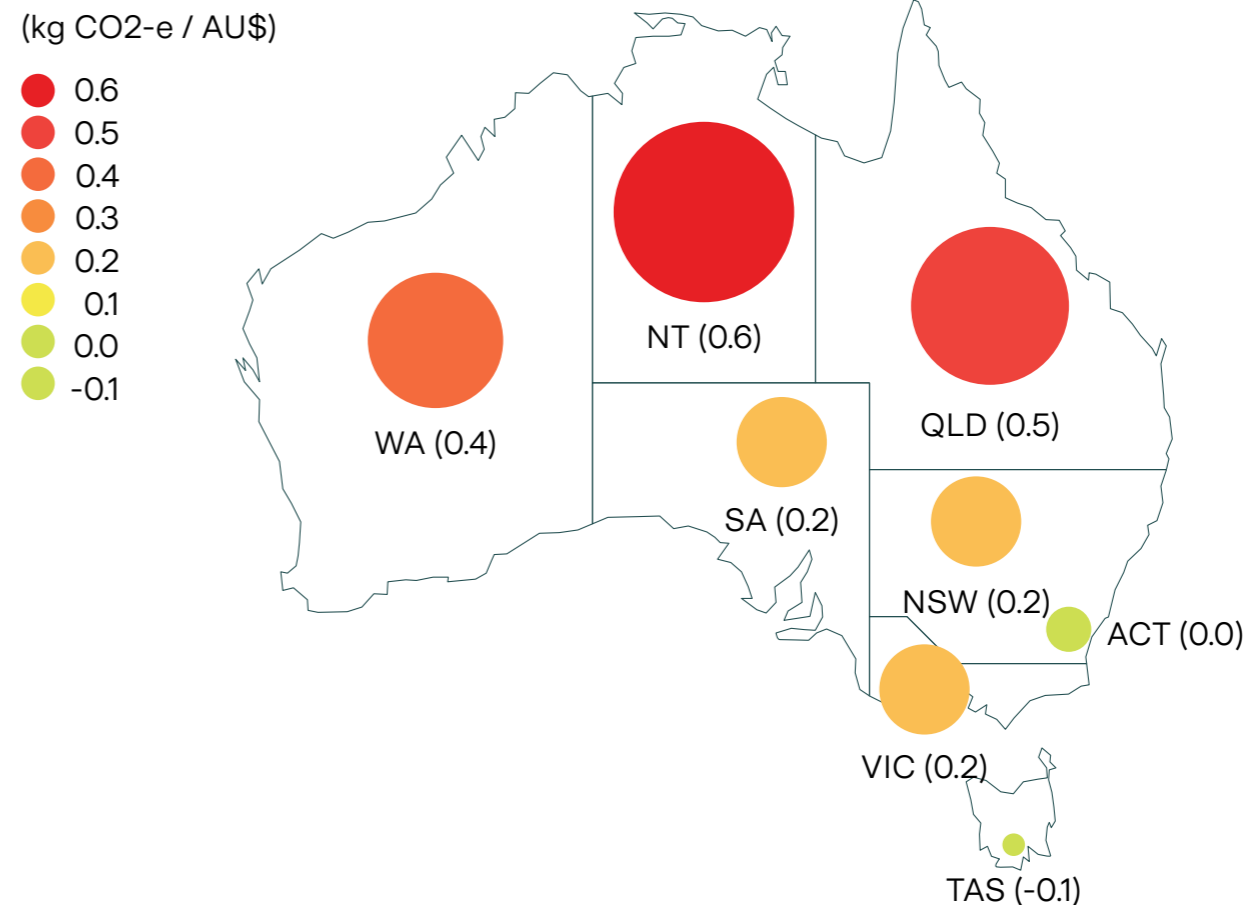 (kg CO2-e / AU$)
0.6
0.5
0.4
0.3
0.2
0.1
0.0
-0.1
NT (0.6)
QLD (0.5)
WA (0.4)
SA (0.2)
NSW (0.2)
ACT (0.0)
VIC (0.2)
TAS (-0.1)